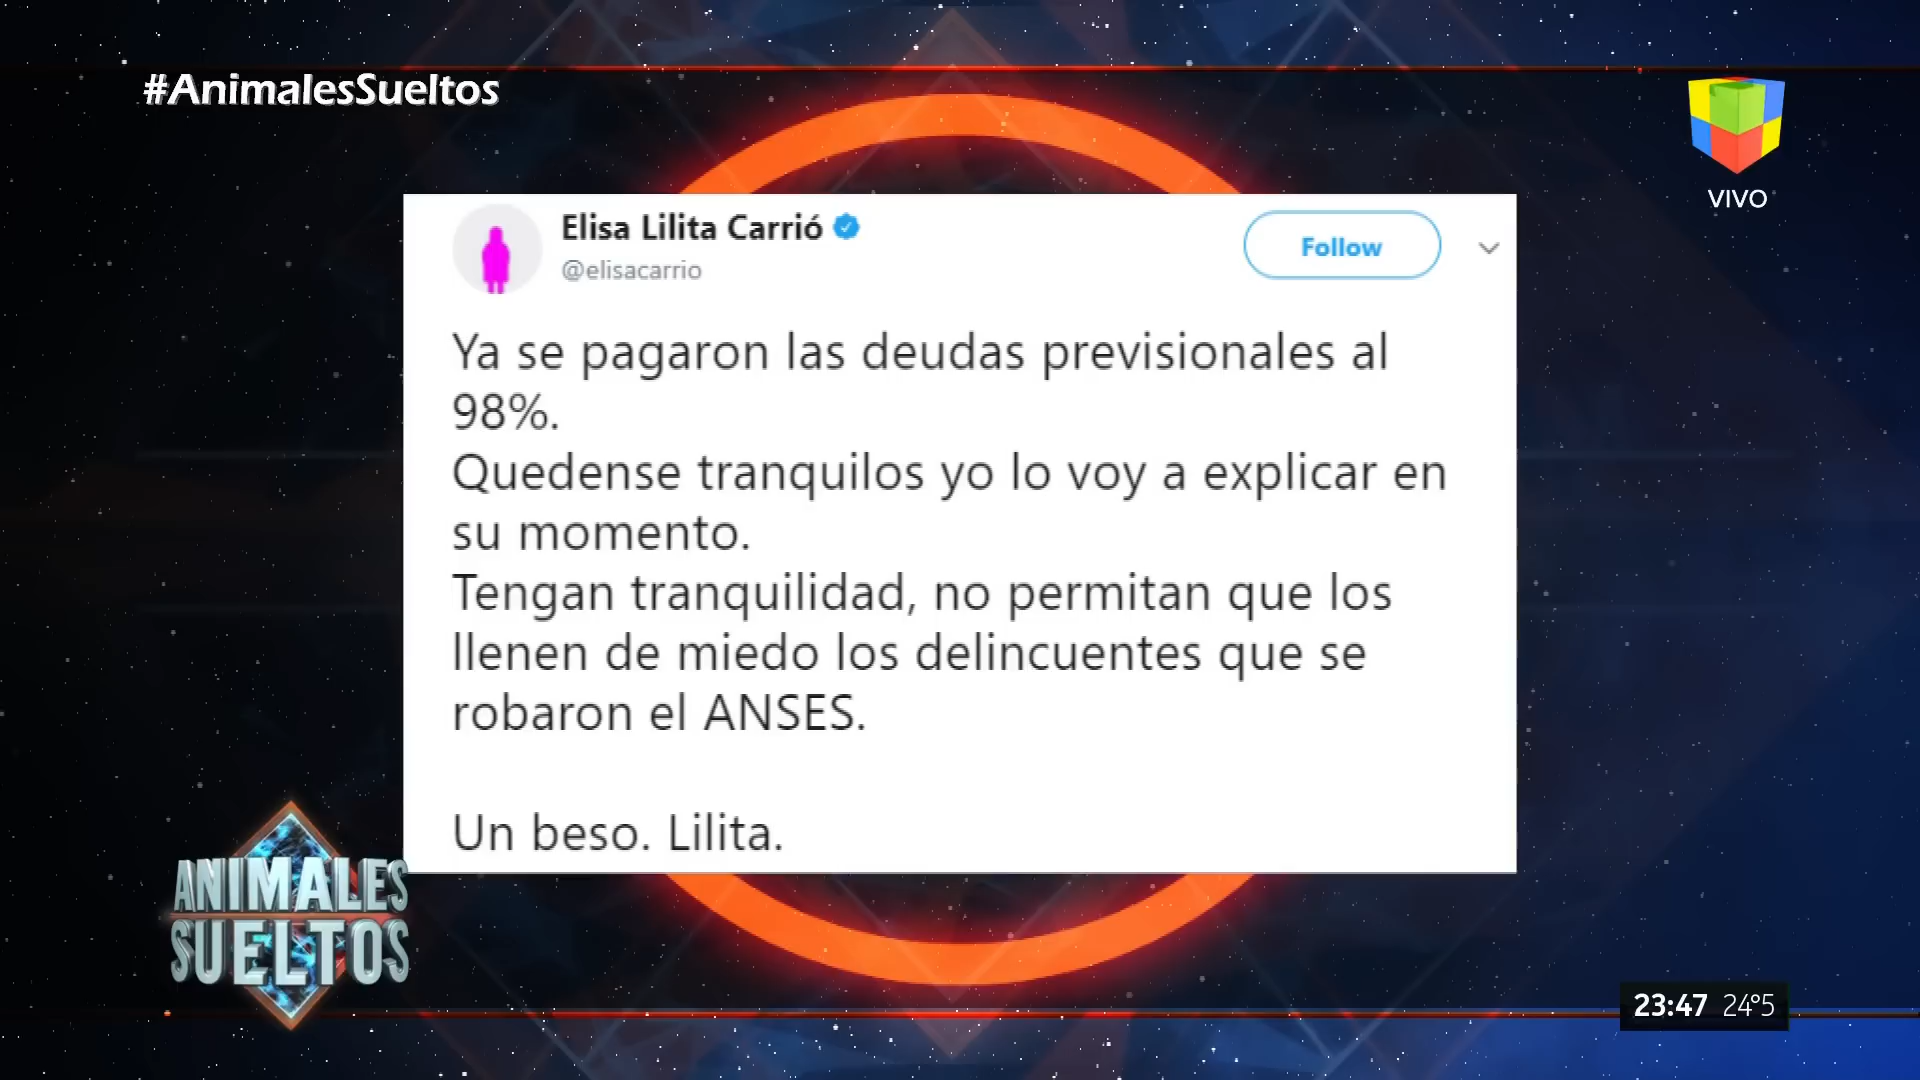 #AnimalesSueltos
VIVO
Elisa Lilita Carrió
@elisacarrio
Follow
Ya se pagaron las deudas previsionales al
98%.
Quedense tranquilos yo lo voy a explicar en
su momento.
Tengan tranquilidad, no permitan que los
llenen de miedo los delincuentes que se
robaron el ANSES.
Un beso. Lilita.
ANIMALES
SUELTOS
23:47 24°5